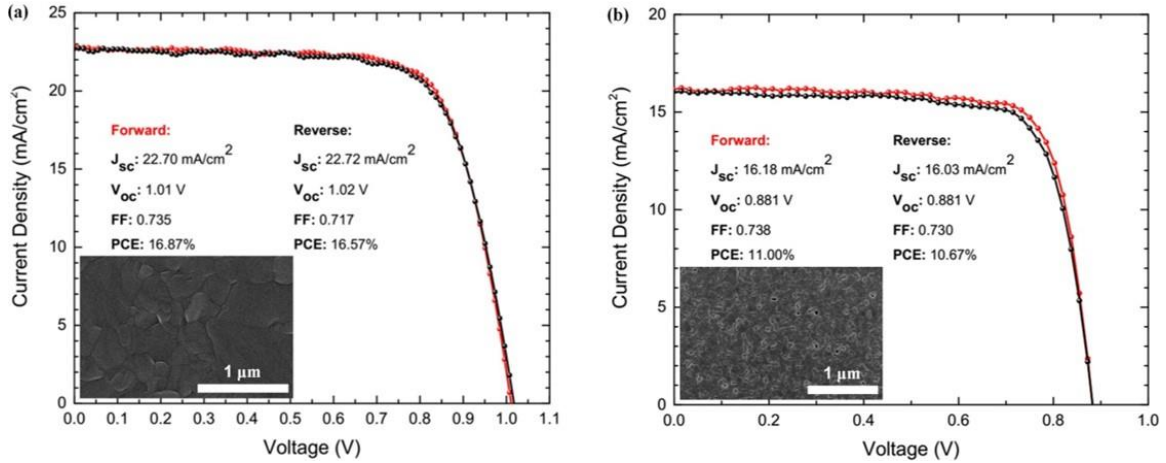 (a)
25
20
15
10
5
0
Current Density (mA/cm²)
Forward: Reverse:
Jsc: 22.70 mA/cm² Jsc: 22.72 mA/cm²
Voc: 1.01 V Voc: 1.02 V
FF: 0.735 FF: 0.717
PCE: 16.87% PCE: 16.57%
1 µm
0.0 0.1 0.2 0.3 0.4 0.5 0.6 0.7 0.8 0.9 1.0 1.1
Voltage (V)
(b)
20
15
10
5
0
Current Density (mA/cm²)
Forward: Reverse:
Jsc: 16.18 mA/cm² Jsc: 16.03 mA/cm²
Voc: 0.881 V Voc: 0.881 V
FF: 0.738 FF: 0.730
PCE: 11.00% PCE: 10.67%
1 µm
0.0 0.2 0.4 0.6 0.8 1.0
Voltage (V)